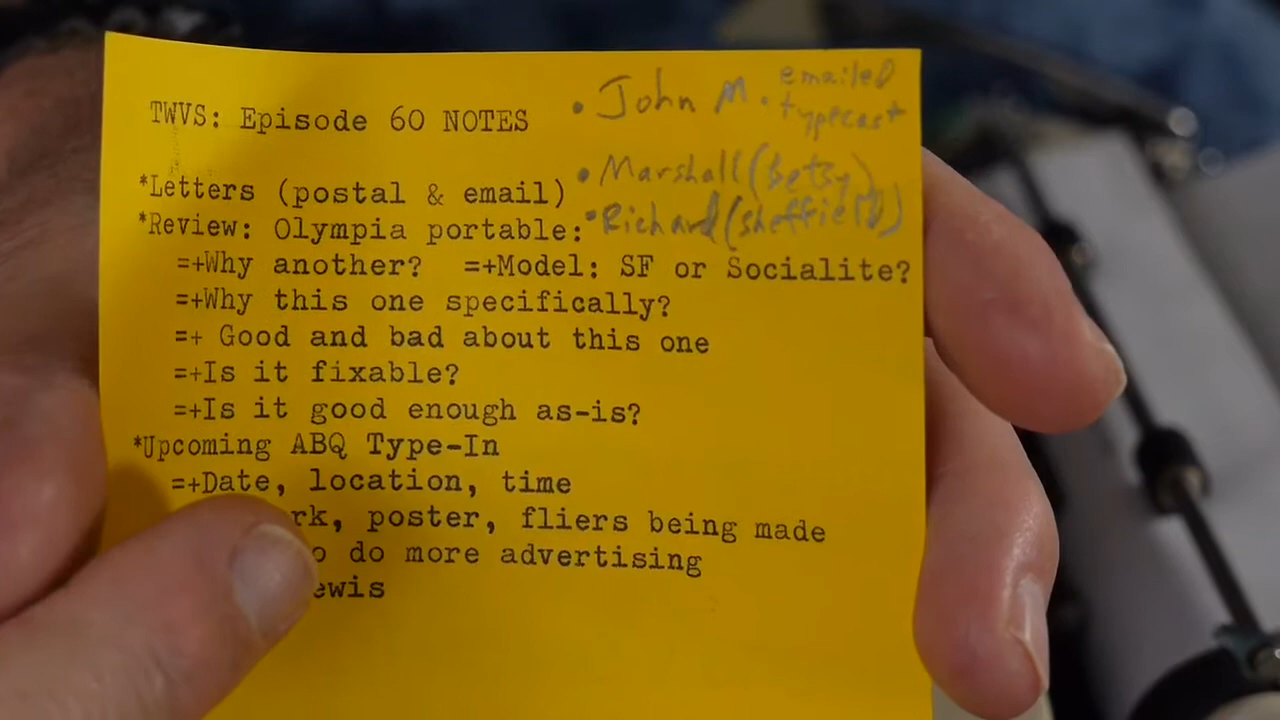 TWVS: Episode 60 NOTES
• John M. emailed
typecast
*Letters (postal & email)
• Marshall (betsy)
*Review: Olympia portable:
• Richard (sheffield)
=+Why another? =+Model: SF or Socialite?
=+Why this one specifically?
=+ Good and bad about this one
=+Is it fixable?
=+Is it good enough as-is?
*Upcoming ABQ Type-In
=+Date, location, time
poster, fliers being made
do more advertising